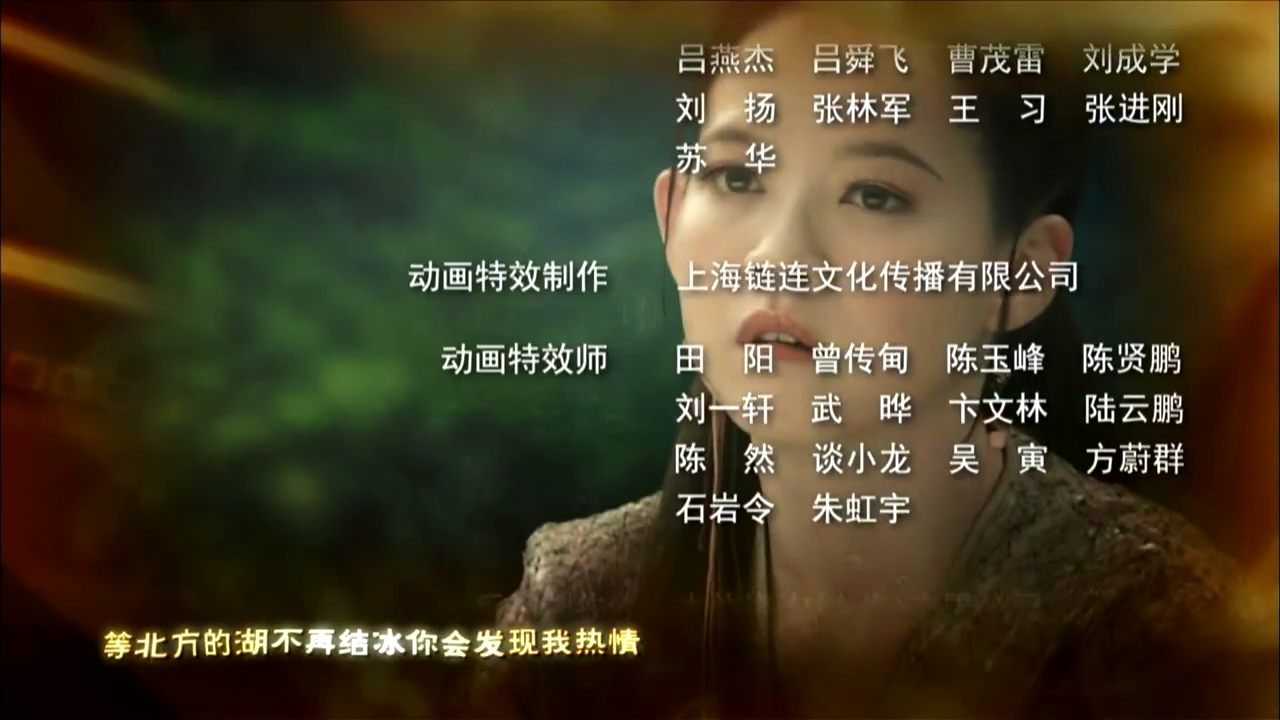 吕燕杰 吕舜飞 曹茂雷 刘成学
刘 扬 张林军 王 习 张进刚
苏 华
动画特效制作 上海链连文化传播有限公司
动画特效师 田 阳 曾传甸 陈玉峰 陈贤鹏
刘一轩 武 晔 卞文林 陆云鹏
陈 然 谈小龙 吴 寅 方蔚群
石岩令 朱虹宇
等北方的湖不再结冰你会发现我热情